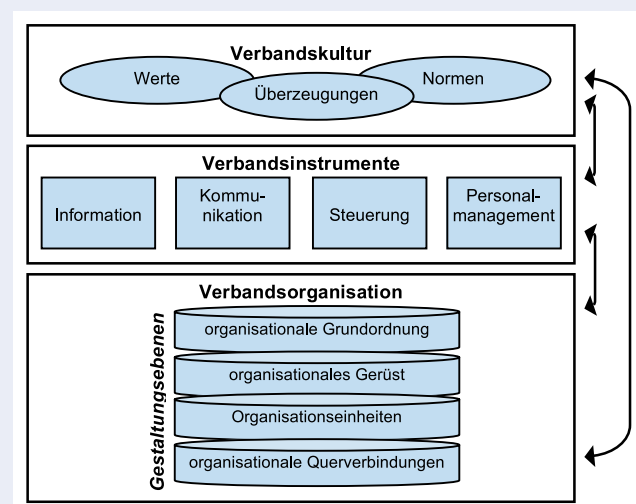 Verbandskultur
Werte
Überzeugungen
Normen
Verbandsinstrumente
Information
Kommu-
nikation
Steuerung
Personal-
management
Verbandsorganisation
Gestaltungsebenen
organisationale Grundordnung
organisationales Gerüst
Organisationseinheiten
organisationale Querverbindungen